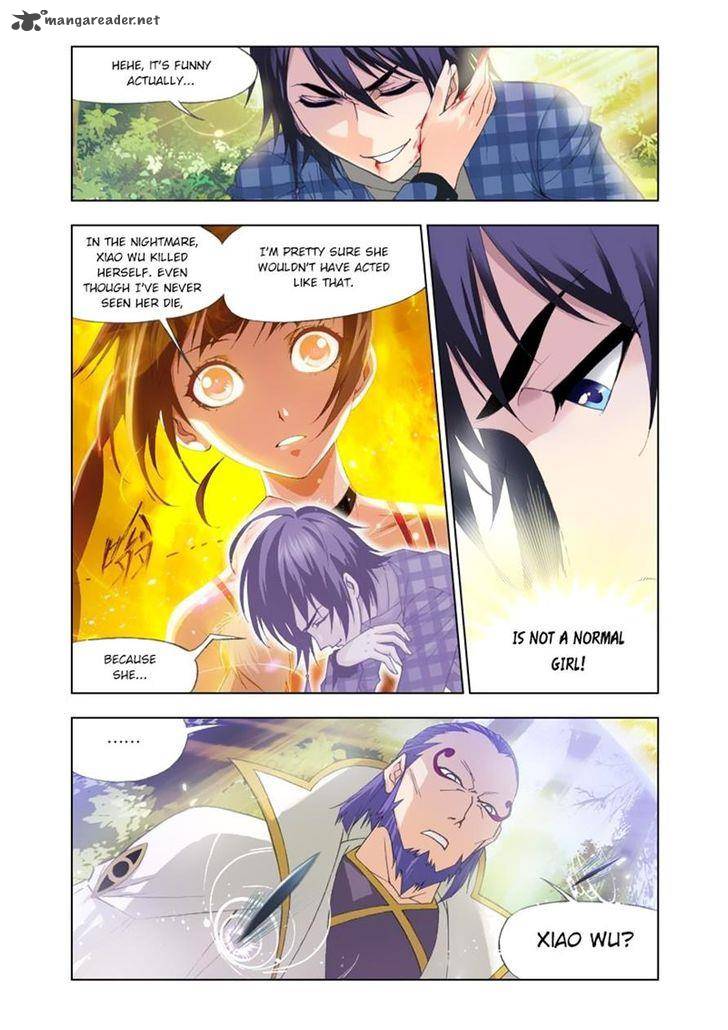 mangareader.net
HEHE, IT'S FUNNY
ACTUALLY...
IN THE NIGHTMARE,
XIAO WU KILLED
HERSELF. EVEN
THOUGH I'VE NEVER
SEEN HER DIE,
I'M PRETTY SURE SHE
WOULDN'T HAVE ACTED
LIKE THAT.
BECAUSE
SHE...
IS NOT A NORMAL
GIRL!
......
XIAO WU?